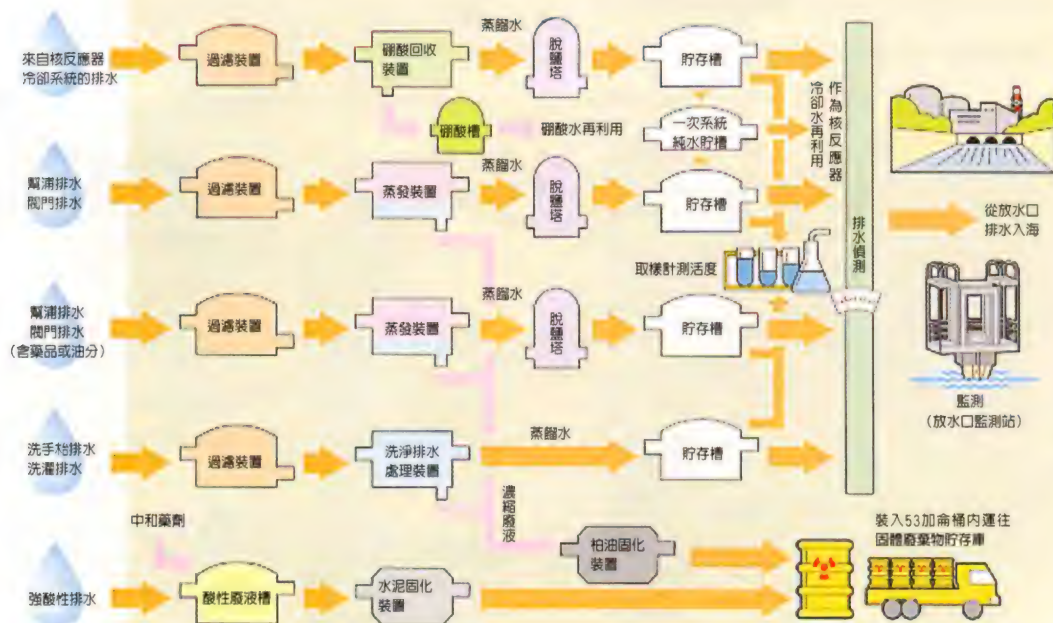 來自核反應器
冷卻系統的排水
過濾裝置
硼酸回收
裝置
蒸餾水
脫鹽塔
貯存槽
硼酸槽
硼酸水再利用
一次系統
純水貯槽
作為核反應器
冷卻水再利用
幫浦排水
閥門排水
過濾裝置
蒸發裝置
蒸餾水
脫鹽塔
貯存槽
排水偵測
從放水口
排水入海
取樣計測活度
幫浦排水
閥門排水
(含藥品或油分)
過濾裝置
蒸發裝置
蒸餾水
脫鹽塔
貯存槽
監測
(放水口監測站)
洗手枱排水
洗濯排水
過濾裝置
洗淨排水
處理裝置
蒸餾水
貯存槽
濃縮廢液
中和藥劑
柏油固化
裝置
裝入53加侖桶內運往
固體廢棄物貯存庫
強酸性排水
酸性廢液槽
水泥固化
裝置